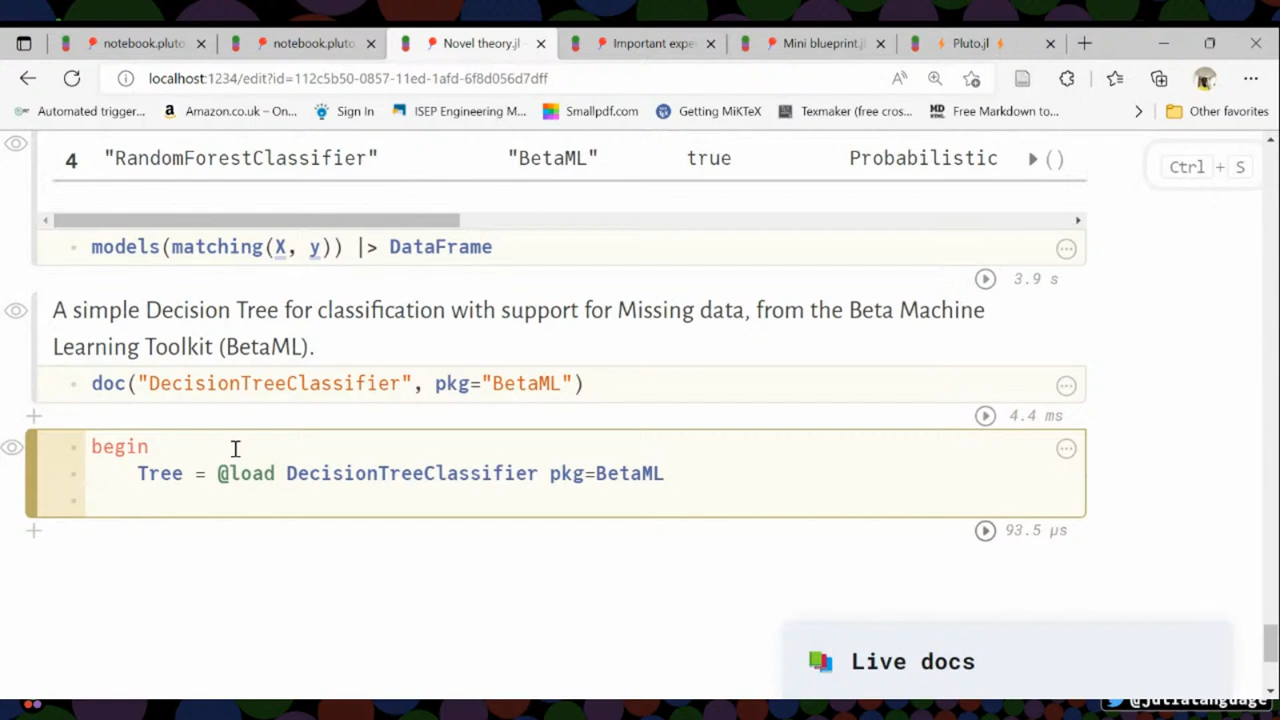 notebook.pluto
notebook.pluto
Novel theory.jl
Important expe
Mini blueprint.jl
Pluto.jl
localhost:1234/edit?id=112c5b50-0857-11ed-1afd-6f8d056d7dff
Automated trigger...
Amazon.co.uk – On...
Sign In
ISEP Engineering M...
Smallpdf.com
Getting MiKTeX
Texmaker (free cros...
Free Markdown to...
Other favorites
4 "RandomForestClassifier" "BetaML" true Probabilistic ()
Ctrl + S
models(matching(X, y)) |> DataFrame
3.9 s
A simple Decision Tree for classification with support for Missing data, from the Beta Machine
Learning Toolkit (BetaML).
doc("DecisionTreeClassifier", pkg="BetaML")
4.4 ms
begin
Tree = @load DecisionTreeClassifier pkg=BetaML
93.5 μs
Live docs
@julialanguage